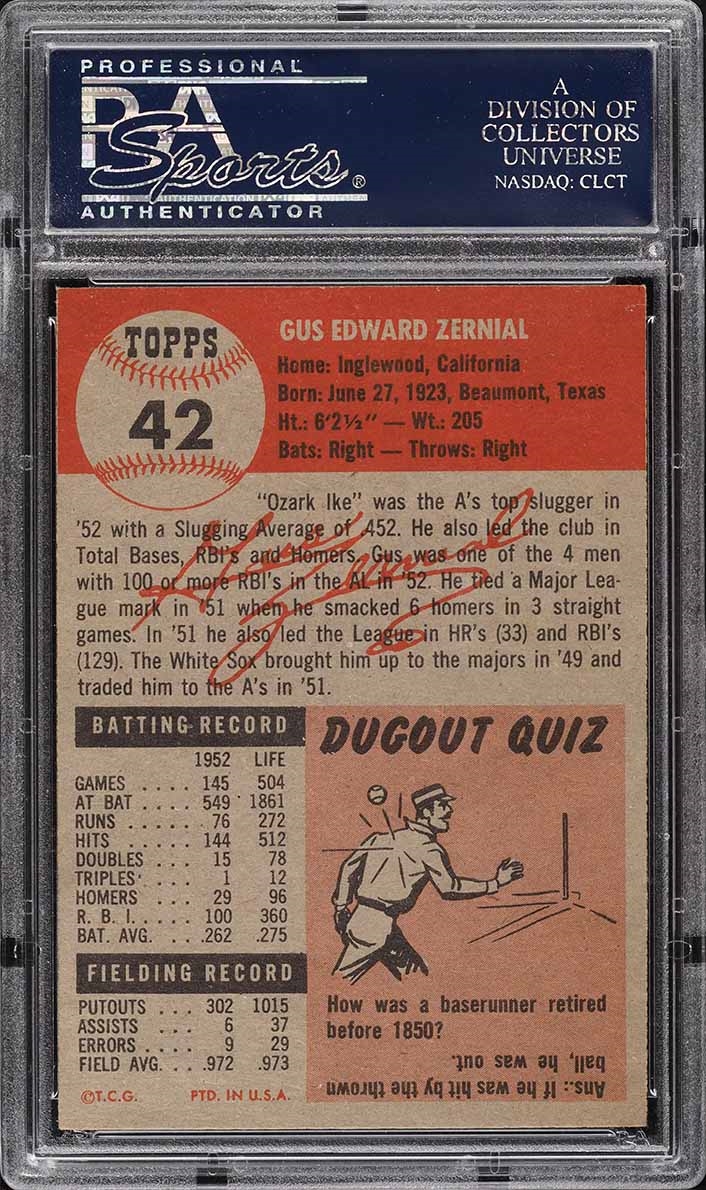 PROFESSIONAL
PSA
Sports®
AUTHENTICATOR
A
DIVISION OF
COLLECTORS
UNIVERSE
NASDAQ: CLCT
TOPPS
42
GUS EDWARD ZERNIAL
Home: Inglewood, California
Born: June 27, 1923, Beaumont, Texas
Ht.: 6'2½" — Wt.: 205
Bats: Right — Throws: Right
"Ozark Ike" was the A's top slugger in
'52 with a Slugging Average of .452. He also led the club in
Total Bases, RBI's and Homers. Gus was one of the 4 men
with 100 or more RBI's in the AL in '52. He tied a Major Lea-
gue mark in '51 when he smacked 6 homers in 3 straight
games. In '51 he also led the League in HR's (33) and RBI's
(129). The White Sox brought him up to the majors in '49 and
traded him to the A's in '51.
Gus Zernial
BATTING RECORD
1952 LIFE
GAMES . . . . 145 504
AT BAT . . . . 549 1861
RUNS . . . . . . 76 272
HITS . . . . . . 144 512
DOUBLES . . . 15 78
TRIPLES . . . . 1 12
HOMERS . . . 29 96
R. B. I. . . . . . 100 360
BAT. AVG. . . .262 .275
FIELDING RECORD
PUTOUTS . . . 302 1015
ASSISTS . . . . 6 37
ERRORS . . . . 9 29
FIELD AVG. . . .972 .973
©T.C.G. PTD. IN U.S.A.
DUGOUT QUIZ
How was a baserunner retired
before 1850?
Ans.: If he was hit by the thrown
ball, he was out.
PSA